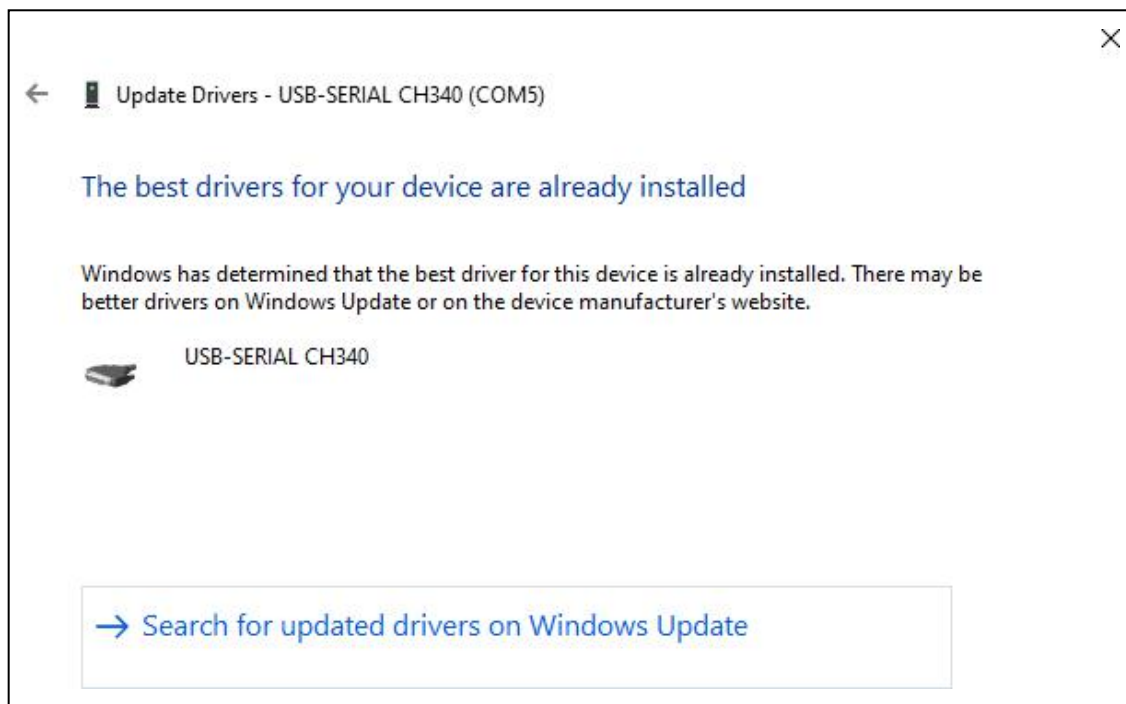 Update Drivers - USB-SERIAL CH340 (COM5)
The best drivers for your device are already installed
Windows has determined that the best driver for this device is already installed. There may be
better drivers on Windows Update or on the device manufacturer's website.
USB-SERIAL CH340
Search for updated drivers on Windows Update